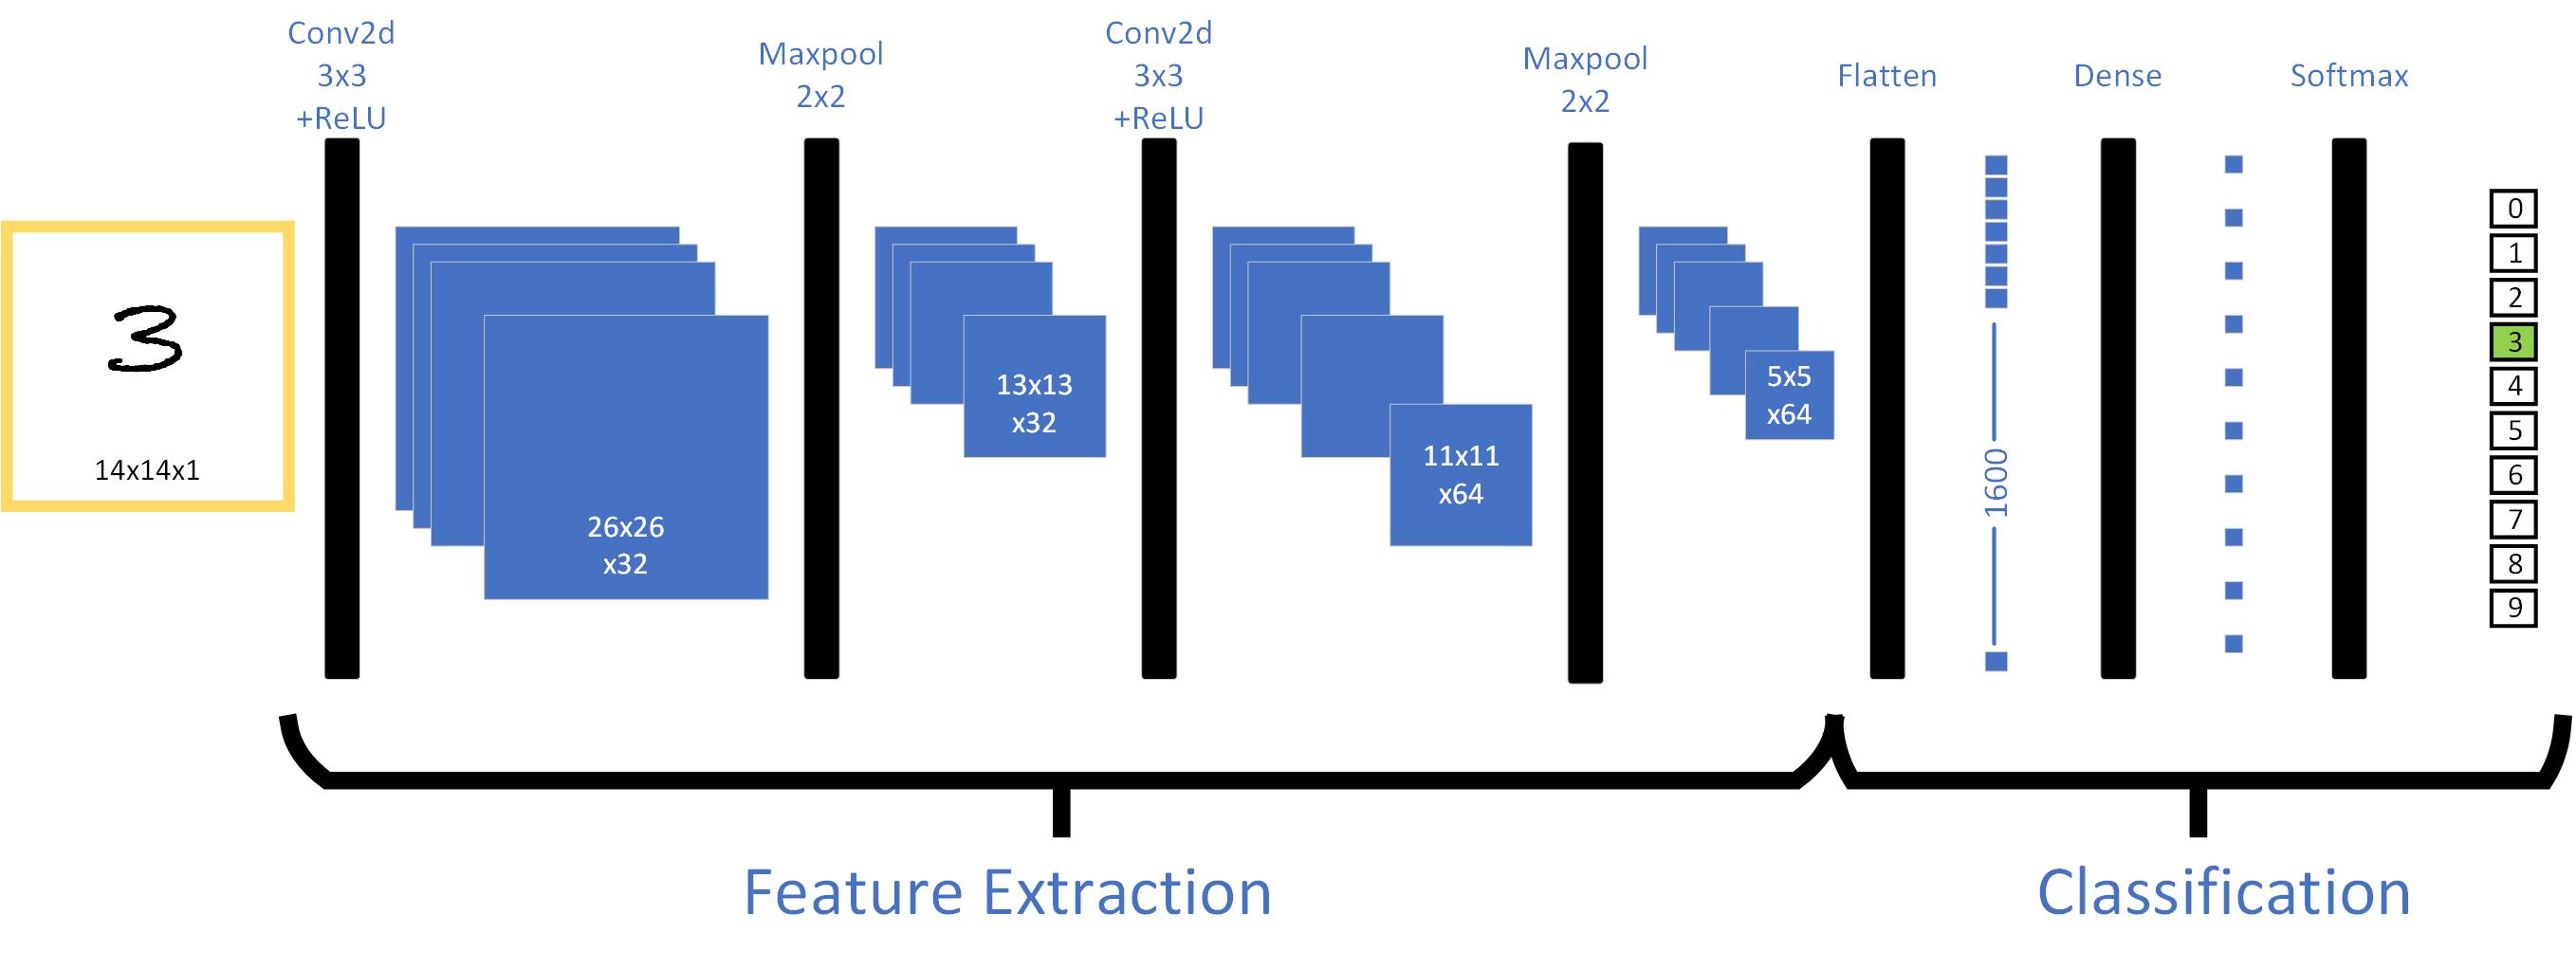 Conv2d
3x3
+ReLU
Maxpool
2x2
Conv2d
3x3
+ReLU
Maxpool
2x2
Flatten
Dense
Softmax
3
14x14x1
26x26
x32
13x13
x32
11x11
x64
5x5
x64
1600
0
1
2
3
4
5
6
7
8
9
Feature Extraction
Classification